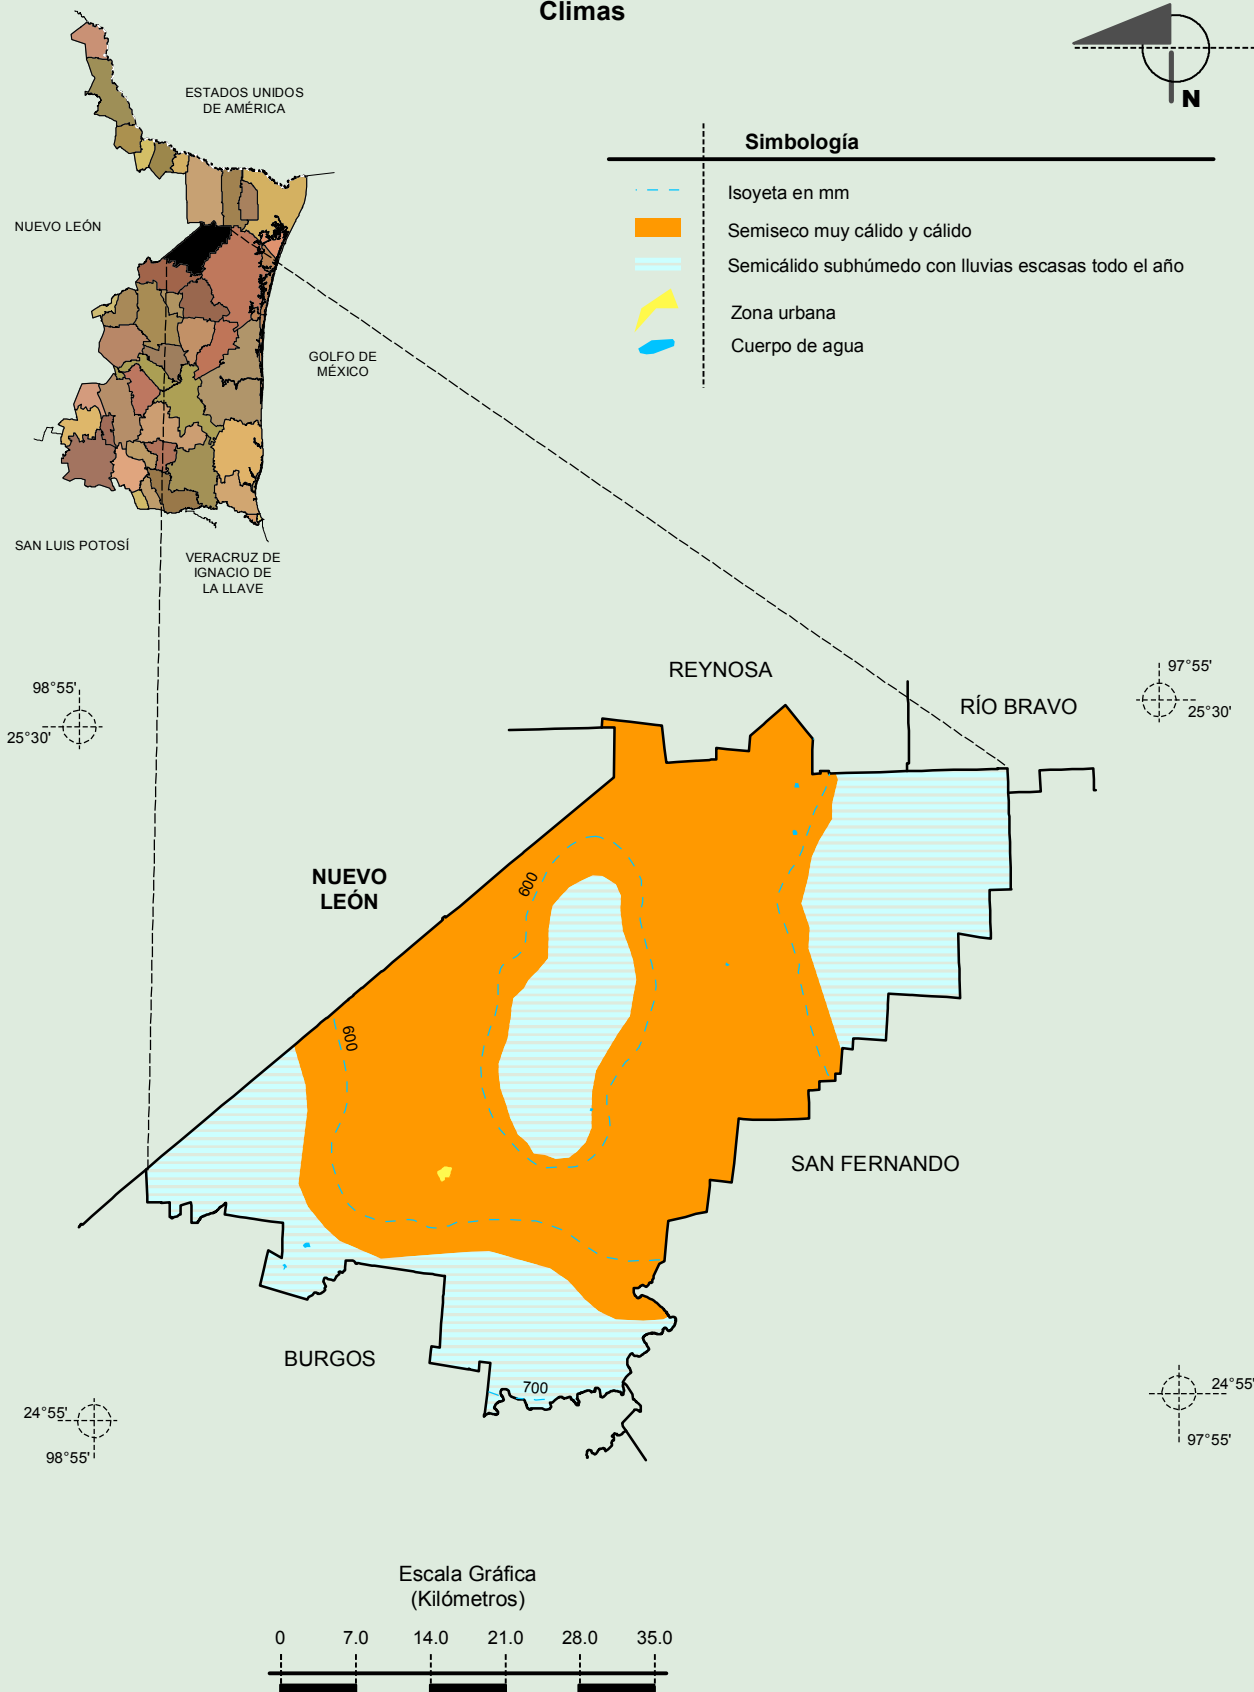 Climas
N
ESTADOS UNIDOS
DE AMÉRICA
NUEVO LEÓN
GOLFO DE
MÉXICO
SAN LUIS POTOSÍ
VERACRUZ DE
IGNACIO DE
LA LLAVE
Simbología
Isoyeta en mm
Semiseco muy cálido y cálido
Semicálido subhúmedo con lluvias escasas todo el año
Zona urbana
Cuerpo de agua
98°55'
25°30'
97°55'
25°30'
REYNOSA
RÍO BRAVO
NUEVO
LEÓN
600
600
SAN FERNANDO
BURGOS
700
24°55'
98°55'
24°55'
97°55'
Escala Gráfica
(Kilómetros)
0 7.0 14.0 21.0 28.0 35.0